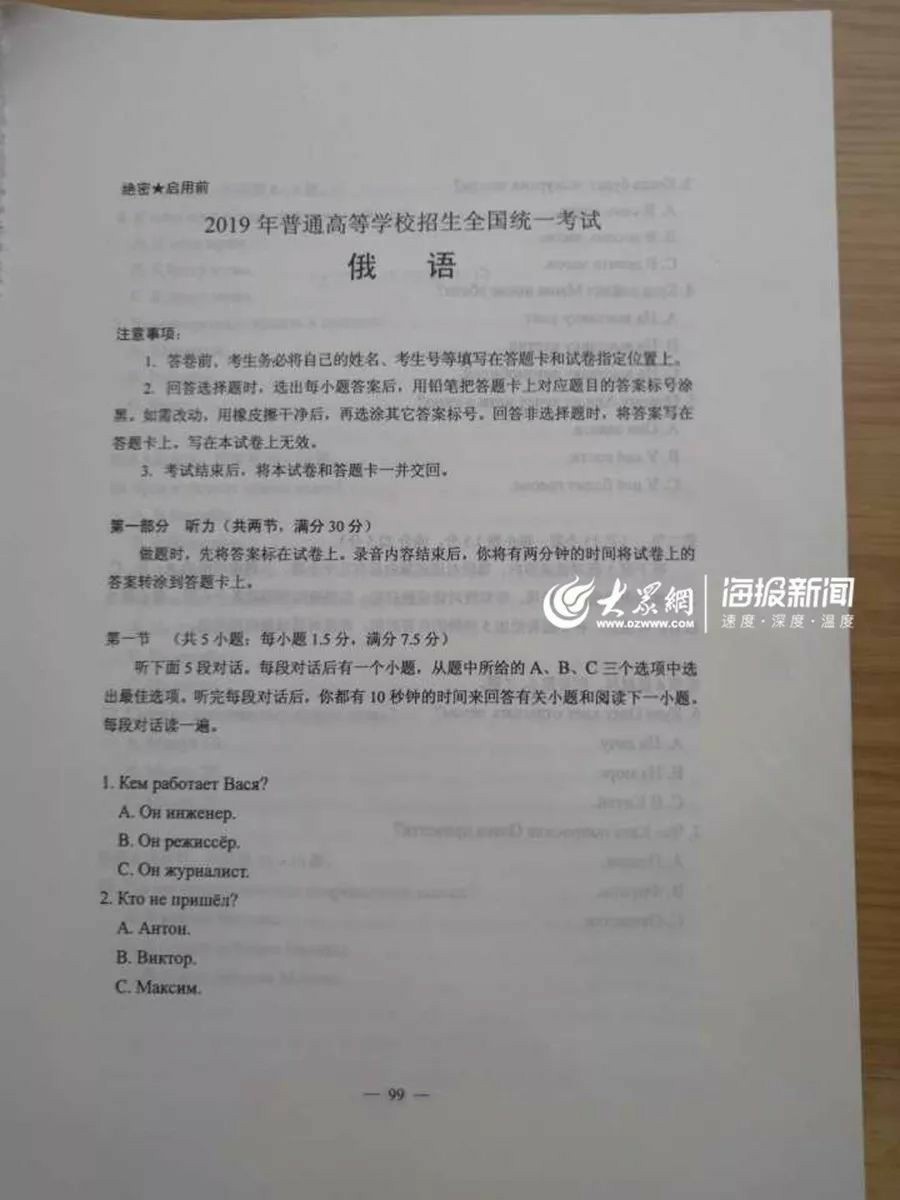 绝密★启用前
2019 年普通高等学校招生全国统一考试
俄 语
注意事项：
1. 答卷前，考生务必将自己的姓名、考生号等填写在答题卡和试卷指定位置上。
2. 回答选择题时，选出每小题答案后，用铅笔把答题卡上对应题目的答案标号涂
黑。如需改动，用橡皮擦干净后，再选涂其它答案标号。回答非选择题时，将答案写在
答题卡上。写在本试卷上无效。
3. 考试结束后，将本试卷和答题卡一并交回。
第一部分 听力（共两节，满分 30 分）
做题时，先将答案标在试卷上。录音内容结束后，你将有两分钟的时间将试卷上的
答案转涂到答题卡上。
大众網
www.dzwww.com
海报新闻
速度·深度·温度
第一节 （共 5 小题；每小题 1.5 分，满分 7.5 分）
听下面 5 段对话。每段对话后有一个小题，从题中所给的 A、B、C 三个选项中选
出最佳选项。听完每段对话后，你都有 10 秒钟的时间来回答有关小题和阅读下一小题。
每段对话读一遍。
1. Кем работает Вася?
A. Он инженер.
B. Он режиссёр.
C. Он журналист.
2. Кто не пришёл?
A. Антон.
B. Виктор.
C. Максим.
— 99 —